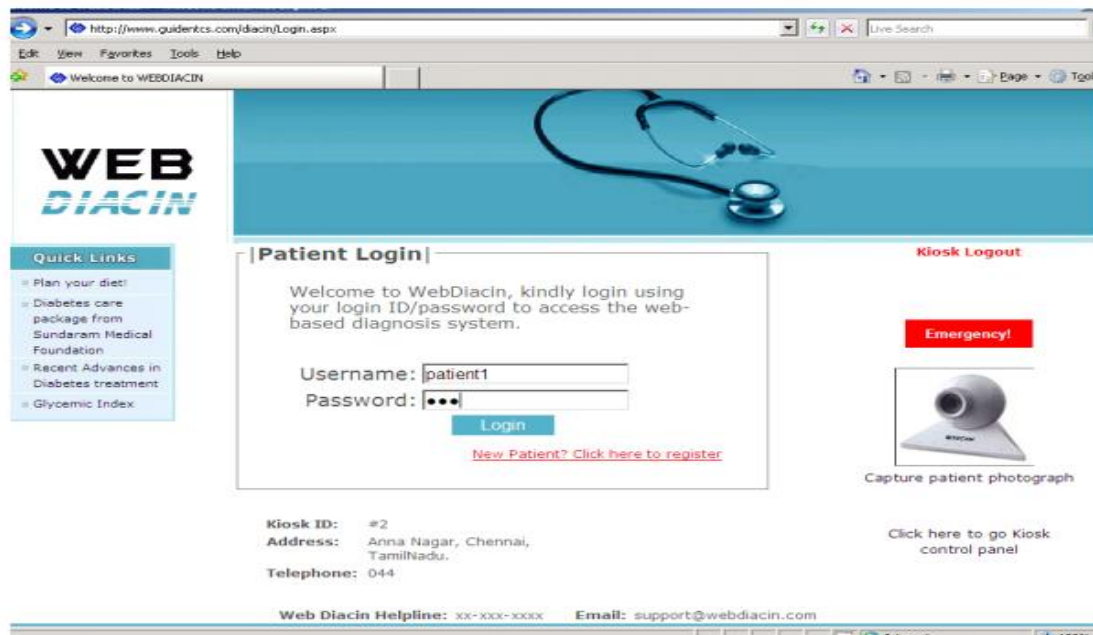 http://www.guidentcs.com/diacin/Login.aspx
Live Search
Edit View Favorites Tools Help
Welcome to WEBDIACIN
Page
WEB
DIACIN
Quick Links
Plan your diet!
Diabetes care
package from
Sundaram Medical
Foundation
Recent Advances in
Diabetes treatment
Glycemic Index
Patient Login
Welcome to WebDiacin, kindly login using
your login ID/password to access the web-
based diagnosis system.
Username: patient1
Password: •••
Login
New Patient? Click here to register
Kiosk Logout
Emergency!
Capture patient photograph
Click here to go Kiosk
control panel
Kiosk ID: #2
Address: Anna Nagar, Chennai,
TamilNadu.
Telephone: 044
Web Diacin Helpline: xx-xxx-xxxx Email: support@webdiacin.com